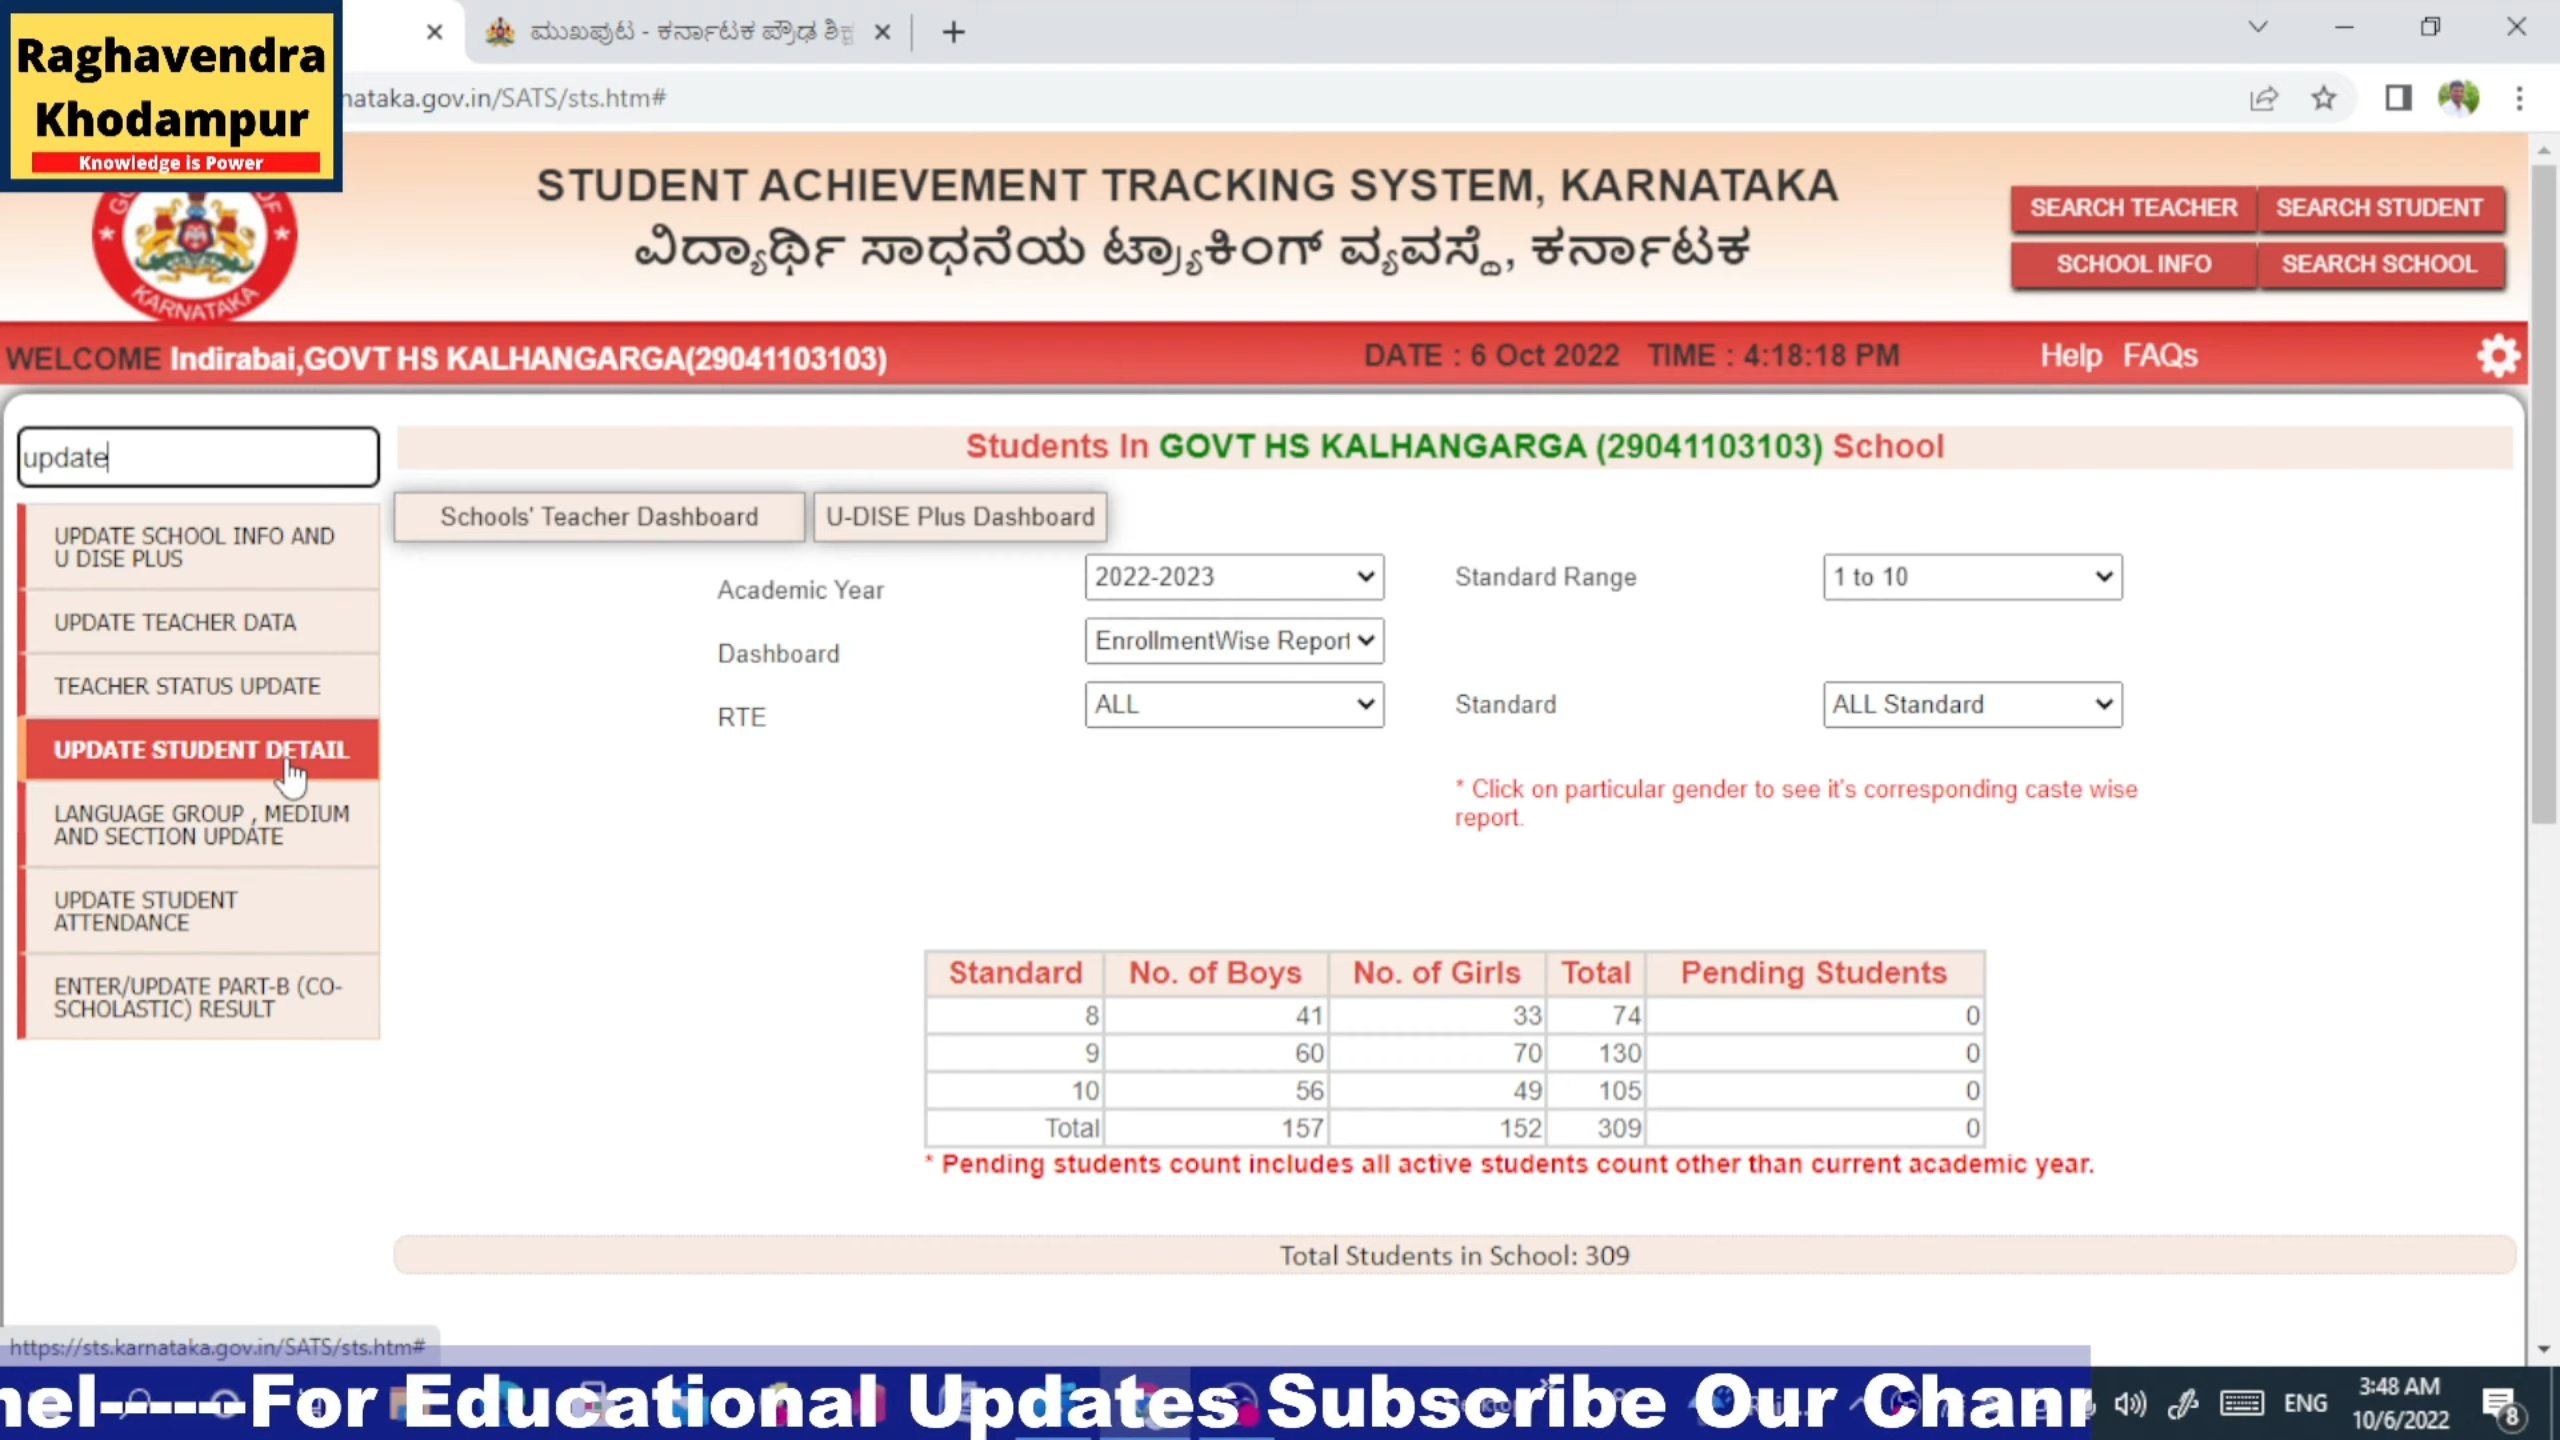 Raghavendra
Khodampur
Knowledge is Power
ಮುಖಪುಟ - ಕರ್ನಾಟಕ ಪ್ರೌಢ ಶಿಕ್ಷ
nataka.gov.in/SATS/sts.htm#
KARNATAKA
STUDENT ACHIEVEMENT TRACKING SYSTEM, KARNATAKA
ವಿದ್ಯಾರ್ಥಿ ಸಾಧನೆಯ ಟ್ರ್ಯಾಕಿಂಗ್ ವ್ಯವಸ್ಥೆ, ಕರ್ನಾಟಕ
SEARCH TEACHER SEARCH STUDENT
SCHOOL INFO SEARCH SCHOOL
WELCOME Indirabai,GOVT HS KALHANGARGA(29041103103) DATE : 6 Oct 2022 TIME : 4:18:18 PM Help FAQs
update
UPDATE SCHOOL INFO AND
U DISE PLUS
UPDATE TEACHER DATA
TEACHER STATUS UPDATE
UPDATE STUDENT DETAIL
LANGUAGE GROUP , MEDIUM
AND SECTION UPDATE
UPDATE STUDENT
ATTENDANCE
ENTER/UPDATE PART-B (CO-
SCHOLASTIC) RESULT
Students In GOVT HS KALHANGARGA (29041103103) School
Schools' Teacher Dashboard U-DISE Plus Dashboard
Academic Year 2022-2023 Standard Range 1 to 10
Dashboard EnrollmentWise Report
RTE ALL Standard ALL Standard
* Click on particular gender to see it's corresponding caste wise
report.
Standard No. of Boys No. of Girls Total Pending Students
8 41 33 74 0
9 60 70 130 0
10 56 49 105 0
Total 157 152 309 0
* Pending students count includes all active students count other than current academic year.
Total Students in School: 309
https://sts.karnataka.gov.in/SATS/sts.htm#
nel-----For Educational Updates Subscribe Our Chanr
ENG
3:48 AM
10/6/2022
8